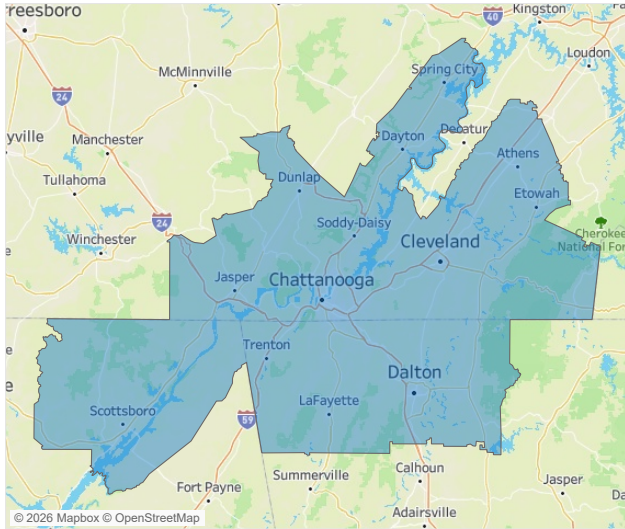 reesboro
40
Kingston
Loudon
Spring City
McMinnville
24
yville
Manchester
Dayton
Decatur
Athens
Tullahoma
Dunlap
Etowah
24
Soddy-Daisy
Cherokee
National For
Winchester
Cleveland
e
Jasper
Chattanooga
e
Trenton
e
Dalton
Scottsboro
LaFayette
59
Summerville
Calhoun
Jasper
Fort Payne
Da
Adairsville
© 2026 Mapbox © OpenStreetMap